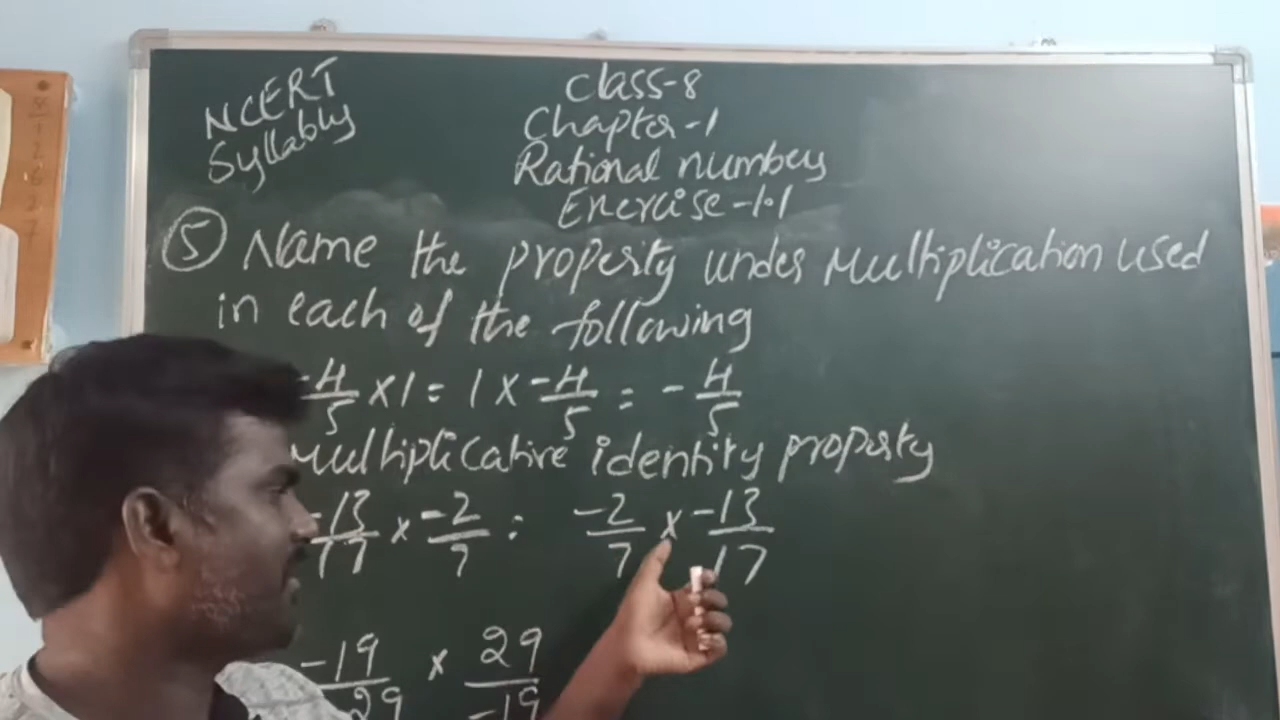 NCERT
Syllabus
Class-8
Chapter-1
Rational numbers
Exercise-1.1
⑤ Name the property under Multiplication used
in each of the following
-4/5 × 1 = 1 × -4/5 = -4/5
Multiplicative identity property
-13/17 × -2/7 = -2/7 × -13/17
-19/29 × 29/-19